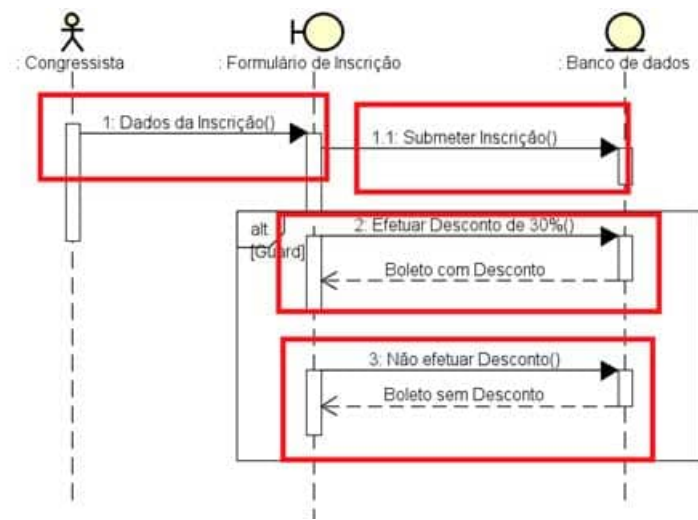 : Congressista
: Formulário de Inscrição
: Banco de dados
1: Dados da Inscrição()
1.1: Submeter Inscrição()
alt
2: Efetuar Desconto de 30%()
[Guard]
Boleto com Desconto
3: Não efetuar Desconto()
Boleto sem Desconto